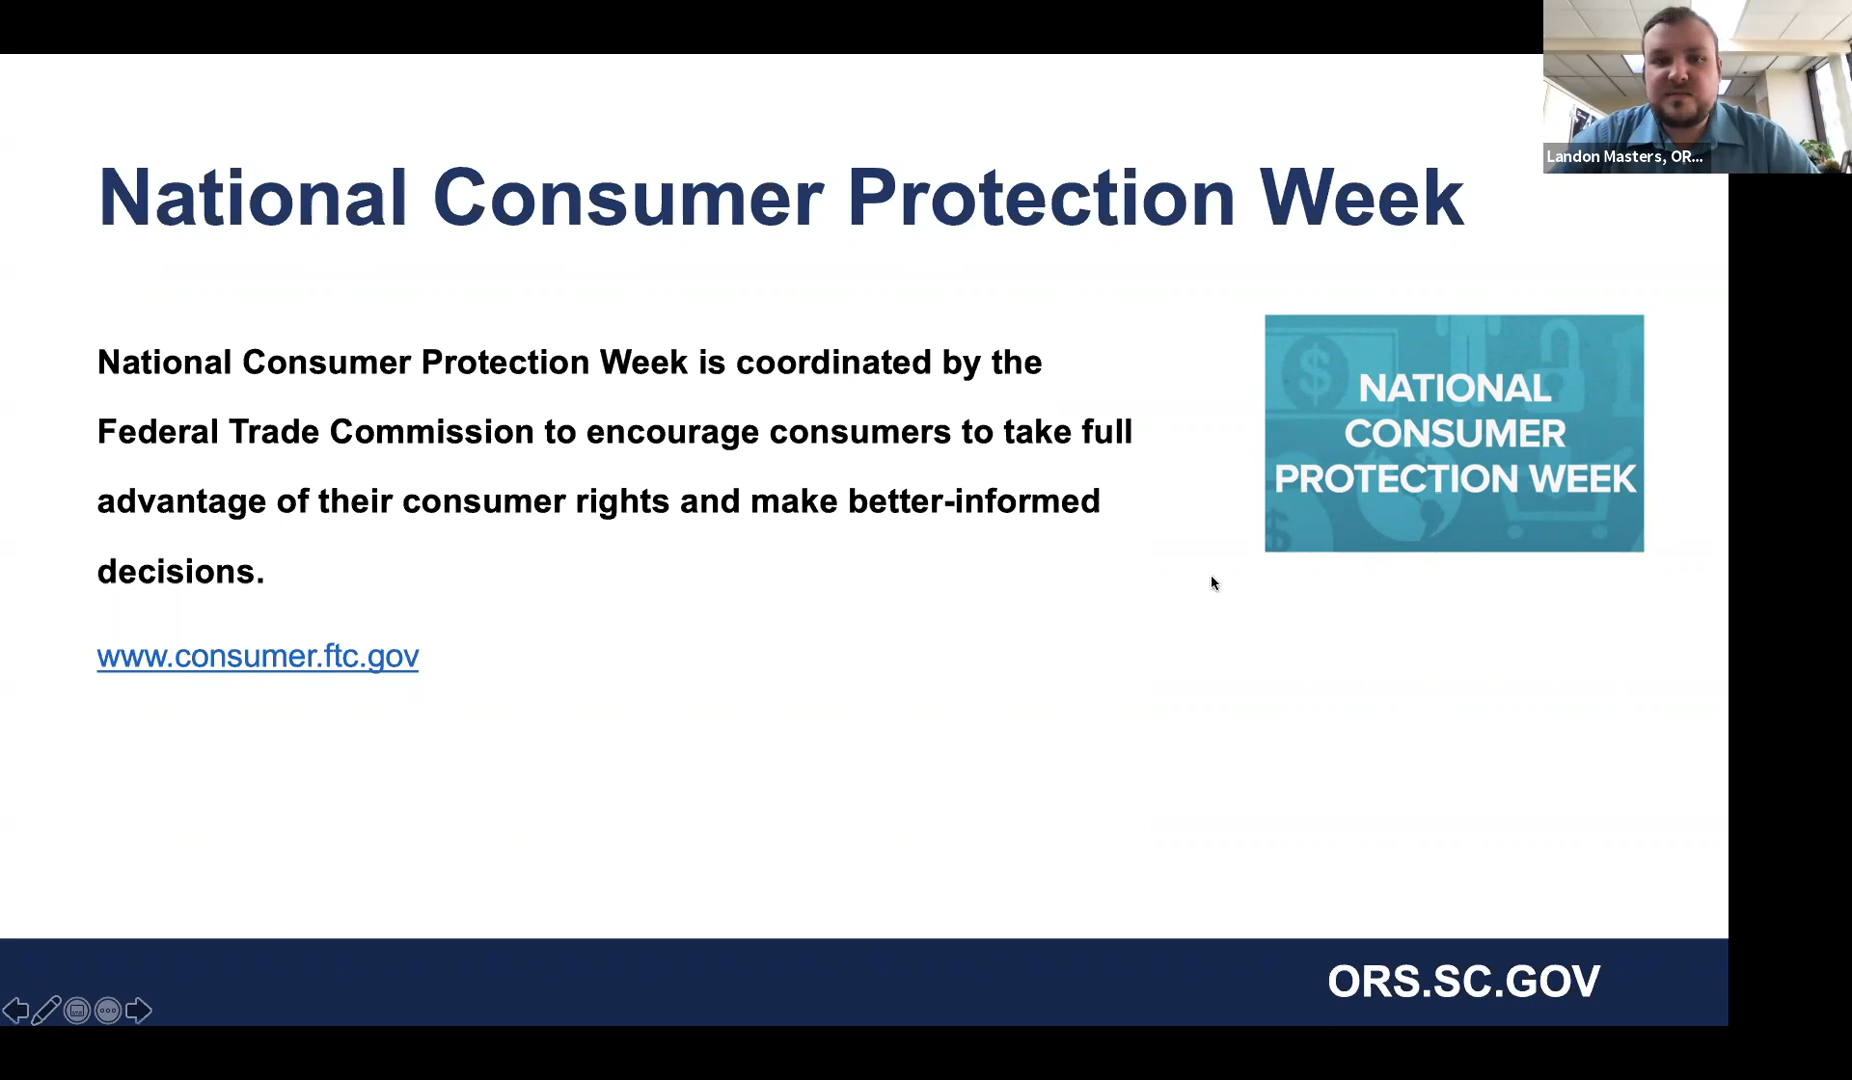 Landon Masters, OR...
National Consumer Protection Week
National Consumer Protection Week is coordinated by the
Federal Trade Commission to encourage consumers to take full
advantage of their consumer rights and make better-informed
decisions.
www.consumer.ftc.gov
NATIONAL
CONSUMER
PROTECTION WEEK
ORS.SC.GOV